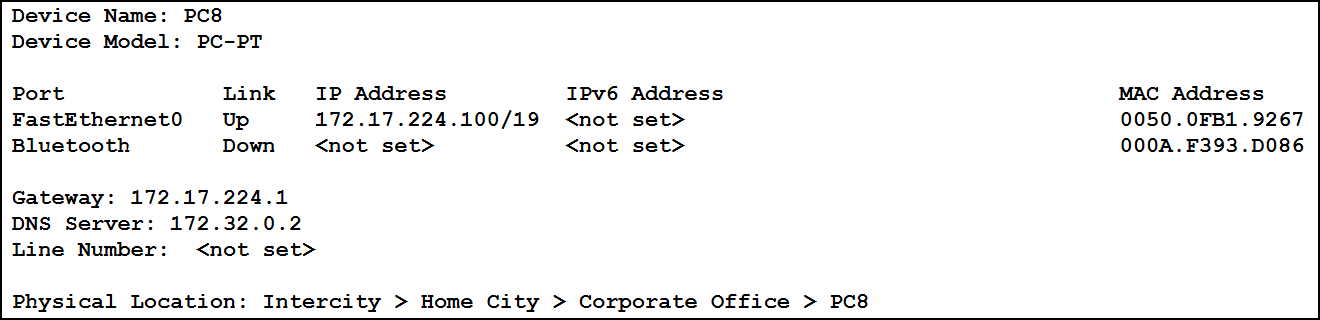 Device Name: PC8
Device Model: PC-PT
Port Link IP Address IPv6 Address MAC Address
FastEthernet0 Up 172.17.224.100/19 <not set> 0050.0FB1.9267
Bluetooth Down <not set> <not set> 000A.F393.D086
Gateway: 172.17.224.1
DNS Server: 172.32.0.2
Line Number: <not set>
Physical Location: Intercity > Home City > Corporate Office > PC8